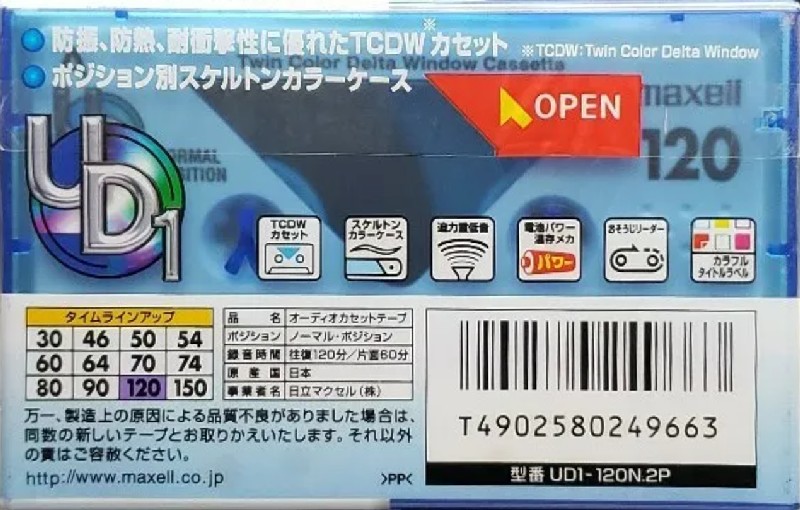 ● 防振、防熱、耐衝撃性に優れたTCDW※カセット ※TCDW:Twin Color Delta Window
Twin Color Delta Window Cassette
● ポジション別スケルトンカラーケース
OPEN
maxell
120
UD1
NORMAL
POSITION
TCDW
カセット
スケルトン
カラーケース
迫力重低音
電池パワー
温存メカ
パワー
おそうじリーダー
カラフル
タイトルラベル
タイムラインアップ
30 46 50 54
60 64 70 74
80 90 120 150
品名 オーディオカセットテープ
ポジション ノーマル・ポジション
録音時間 往復120分/片面60分
原産国 日本
事業者名 日立マクセル(株)
万一、製造上の原因による品質不良がありました場合は、
同数の新しいテープとお取りかえいたします。それ以外
の責はご容赦ください。
http://www.maxell.co.jp >PP<
T4902580249663
型番 UD1-120N.2P